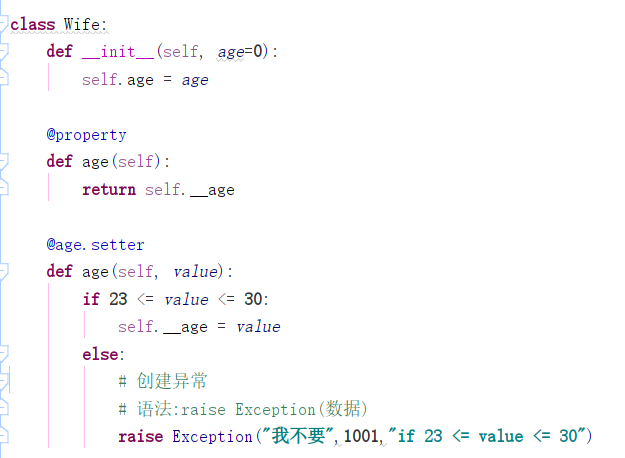 class Wife:
    def __init__(self, age=0):
        self.age = age

    @property
    def age(self):
        return self.__age

    @age.setter
    def age(self, value):
        if 23 <= value <= 30:
            self.__age = value
        else:
            # 创建异常
            # 语法:raise Exception(数据)
            raise Exception("我不要",1001,"if 23 <= value <= 30")